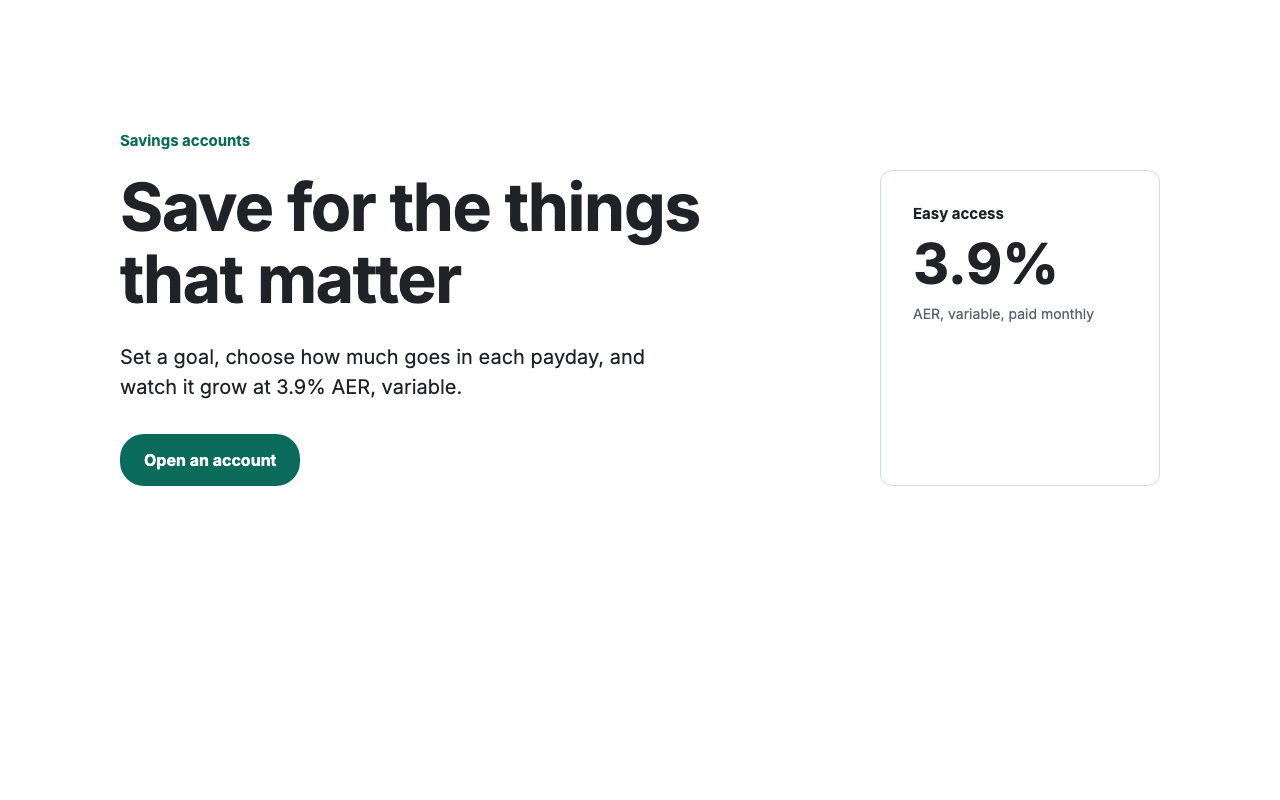 Savings accounts
Save for the things
that matter
Set a goal, choose how much goes in each payday, and
watch it grow at 3.9% AER, variable.
Open an account
Easy access
3.9%
AER, variable, paid monthly